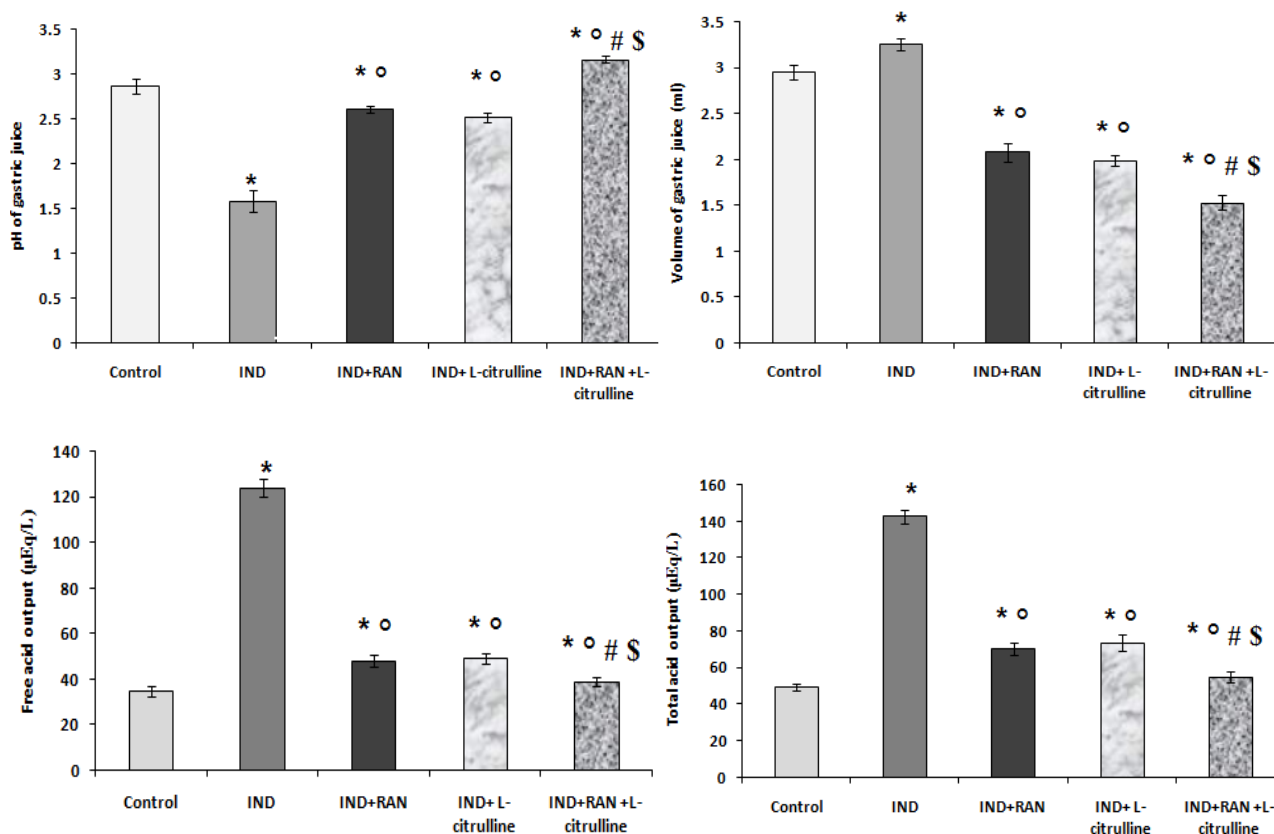 pH of gastric juice
3.5
3
2.5
2
1.5
1
0.5
0
*
* °
* °
* ° # $
Control
IND
IND+RAN
IND+ L-citrulline
IND+RAN +L-
citrulline
Volume of gastric juice (ml)
3.5
3
2.5
2
1.5
1
0.5
0
*
* °
* °
* ° # $
Control
IND
IND+RAN
IND+ L-
citrulline
IND+RAN +L-
citrulline
Free acid output (µEq/L)
140
120
100
80
60
40
20
0
*
* °
* °
* ° # $
Control
IND
IND+RAN
IND+ L-
citrulline
IND+RAN +L-
citrulline
Total acid output (µEq/L)
160
140
120
100
80
60
40
20
0
*
* °
* °
* ° # $
Control
IND
IND+RAN
IND+ L-
citrulline
IND+RAN +L-
citrulline